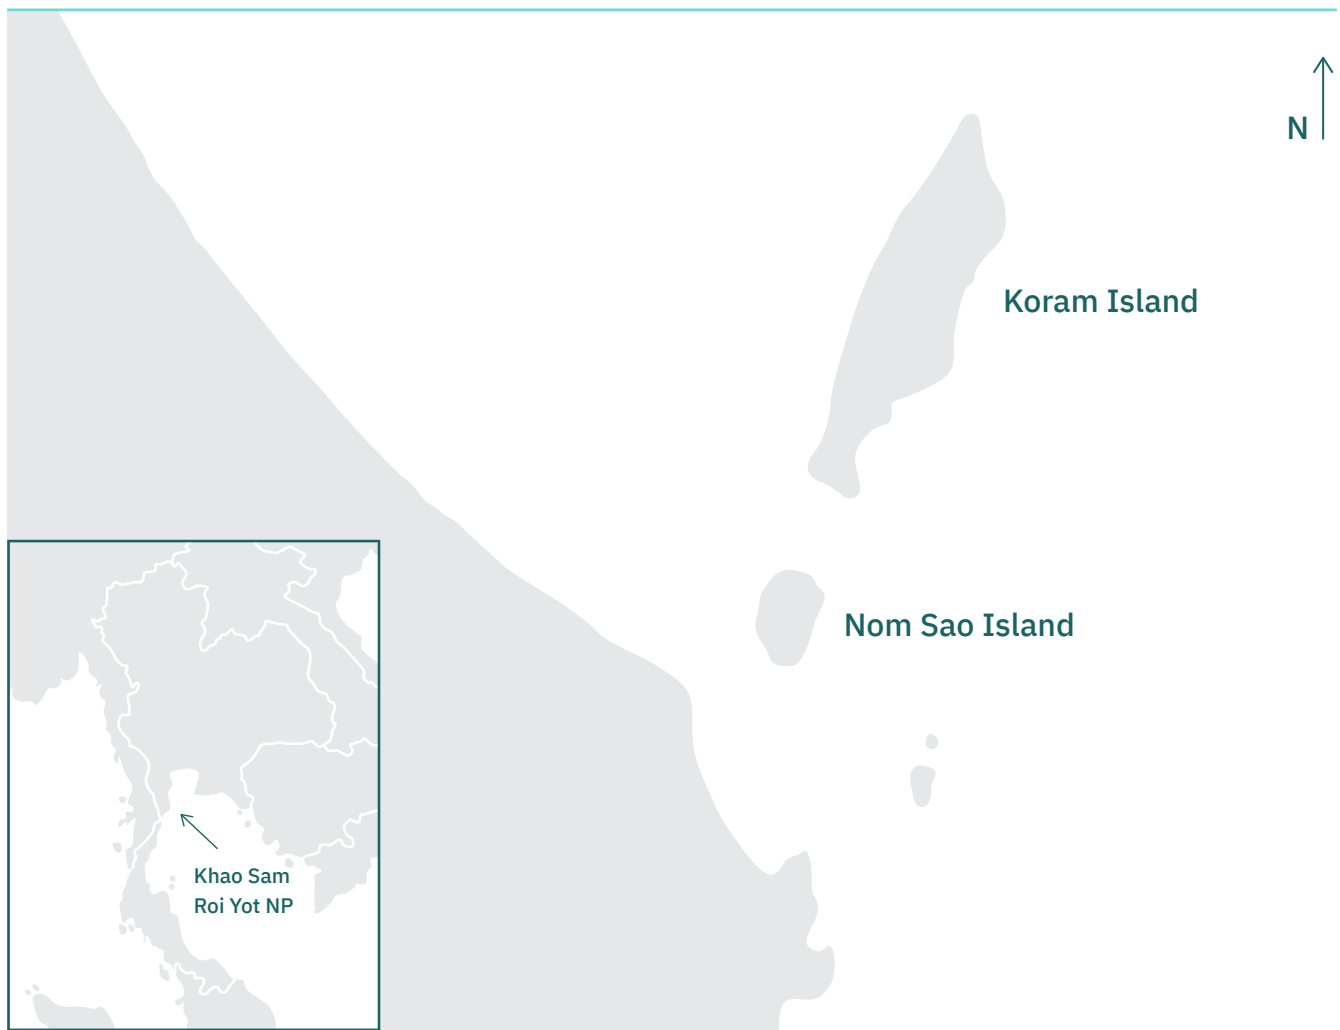 N
Koram Island
Nom Sao Island
Khao Sam
Roi Yot NP